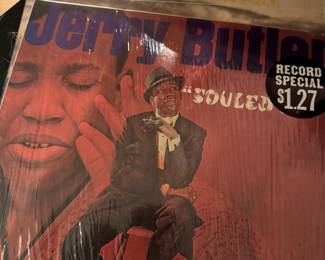 Jerry Butler
"SOULED
RECORD
SPECIAL
$1.27